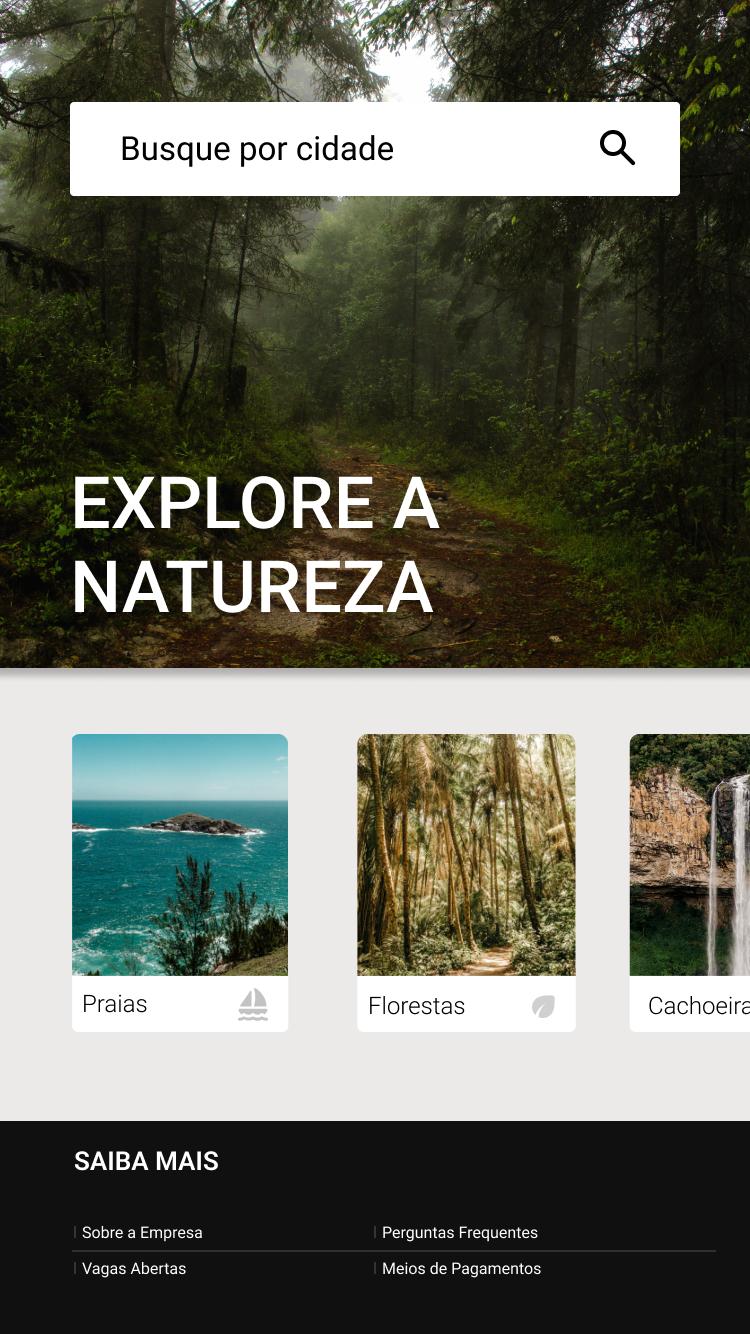 Busque por cidade
EXPLORE A
NATUREZA
Praias
Florestas
Cachoeira
SAIBA MAIS
Sobre a Empresa
Perguntas Frequentes
Vagas Abertas
Meios de Pagamentos